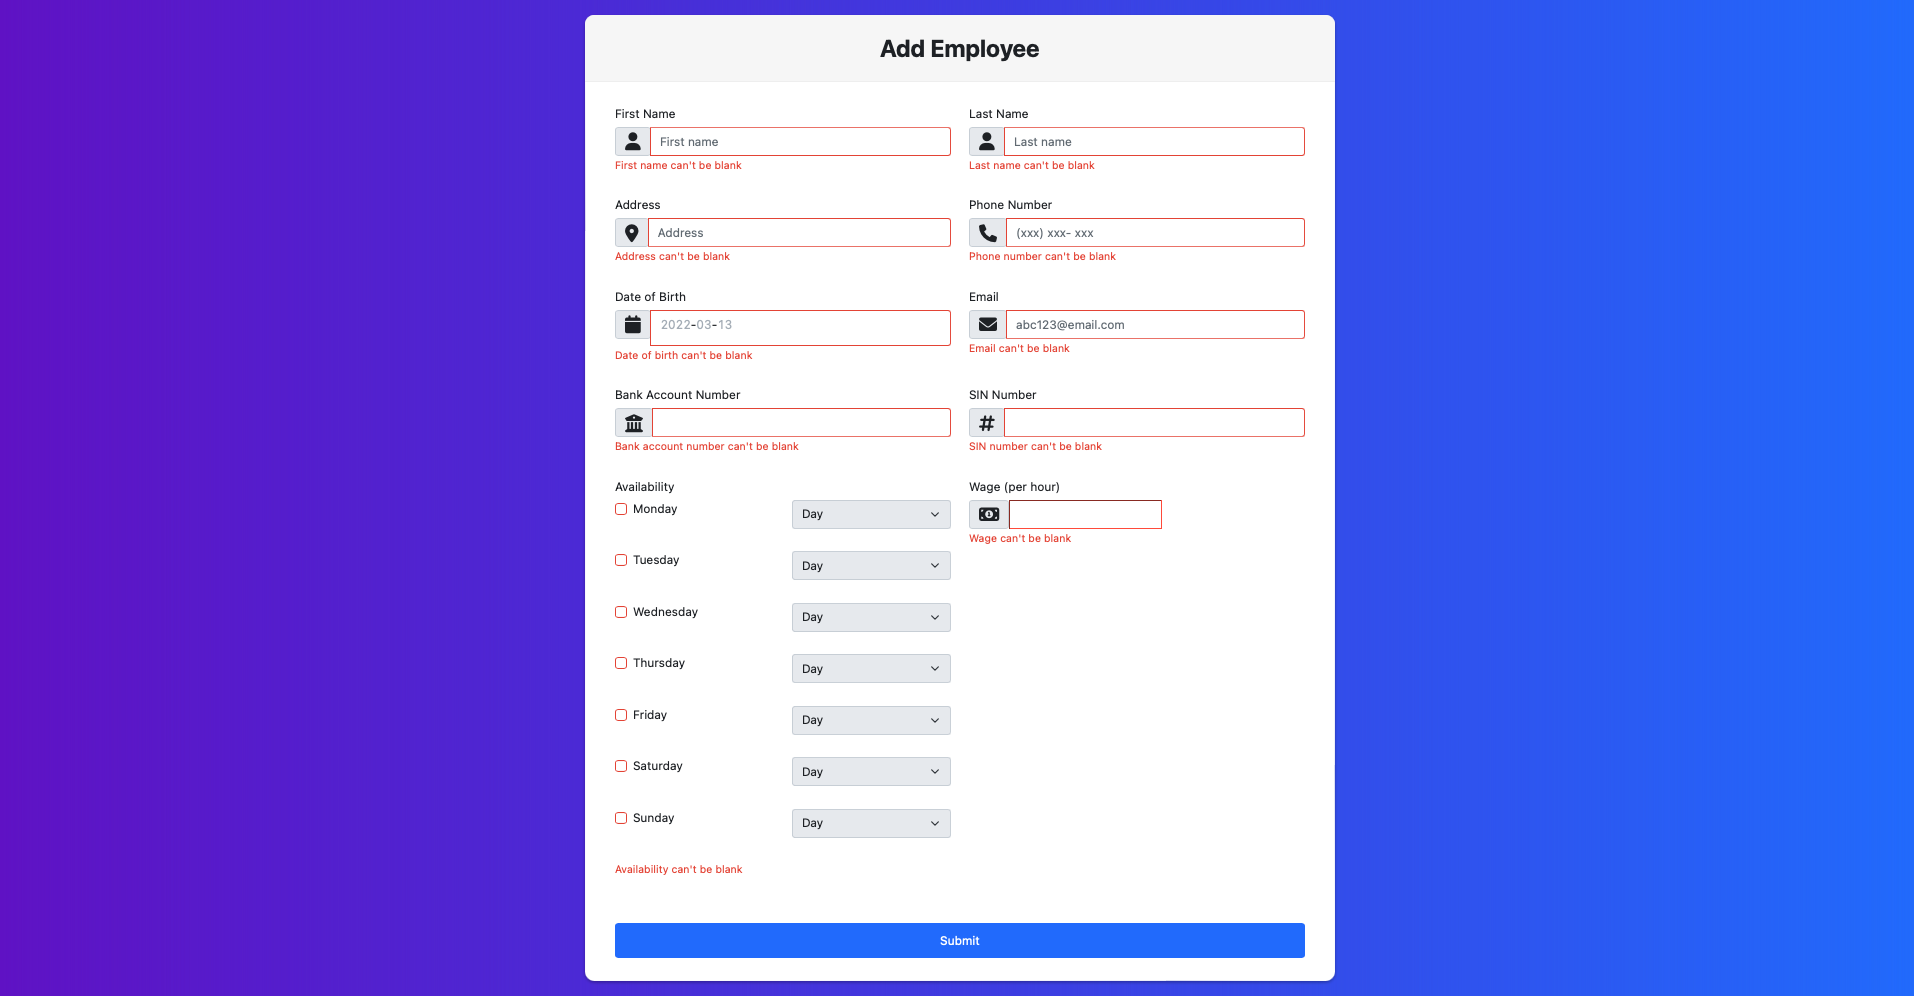 Add Employee
First Name
Last Name
First name
Last name
First name can't be blank
Last name can't be blank
Address
Phone Number
Address
(xxx) xxx- xxx
Address can't be blank
Phone number can't be blank
Date of Birth
Email
2022-03-13
abc123@email.com
Date of birth can't be blank
Email can't be blank
Bank Account Number
SIN Number
#
Bank account number can't be blank
SIN number can't be blank
Availability
Wage (per hour)
Monday
Day
Wage can't be blank
Tuesday
Day
Wednesday
Day
Thursday
Day
Friday
Day
Saturday
Day
Sunday
Day
Availability can't be blank
Submit